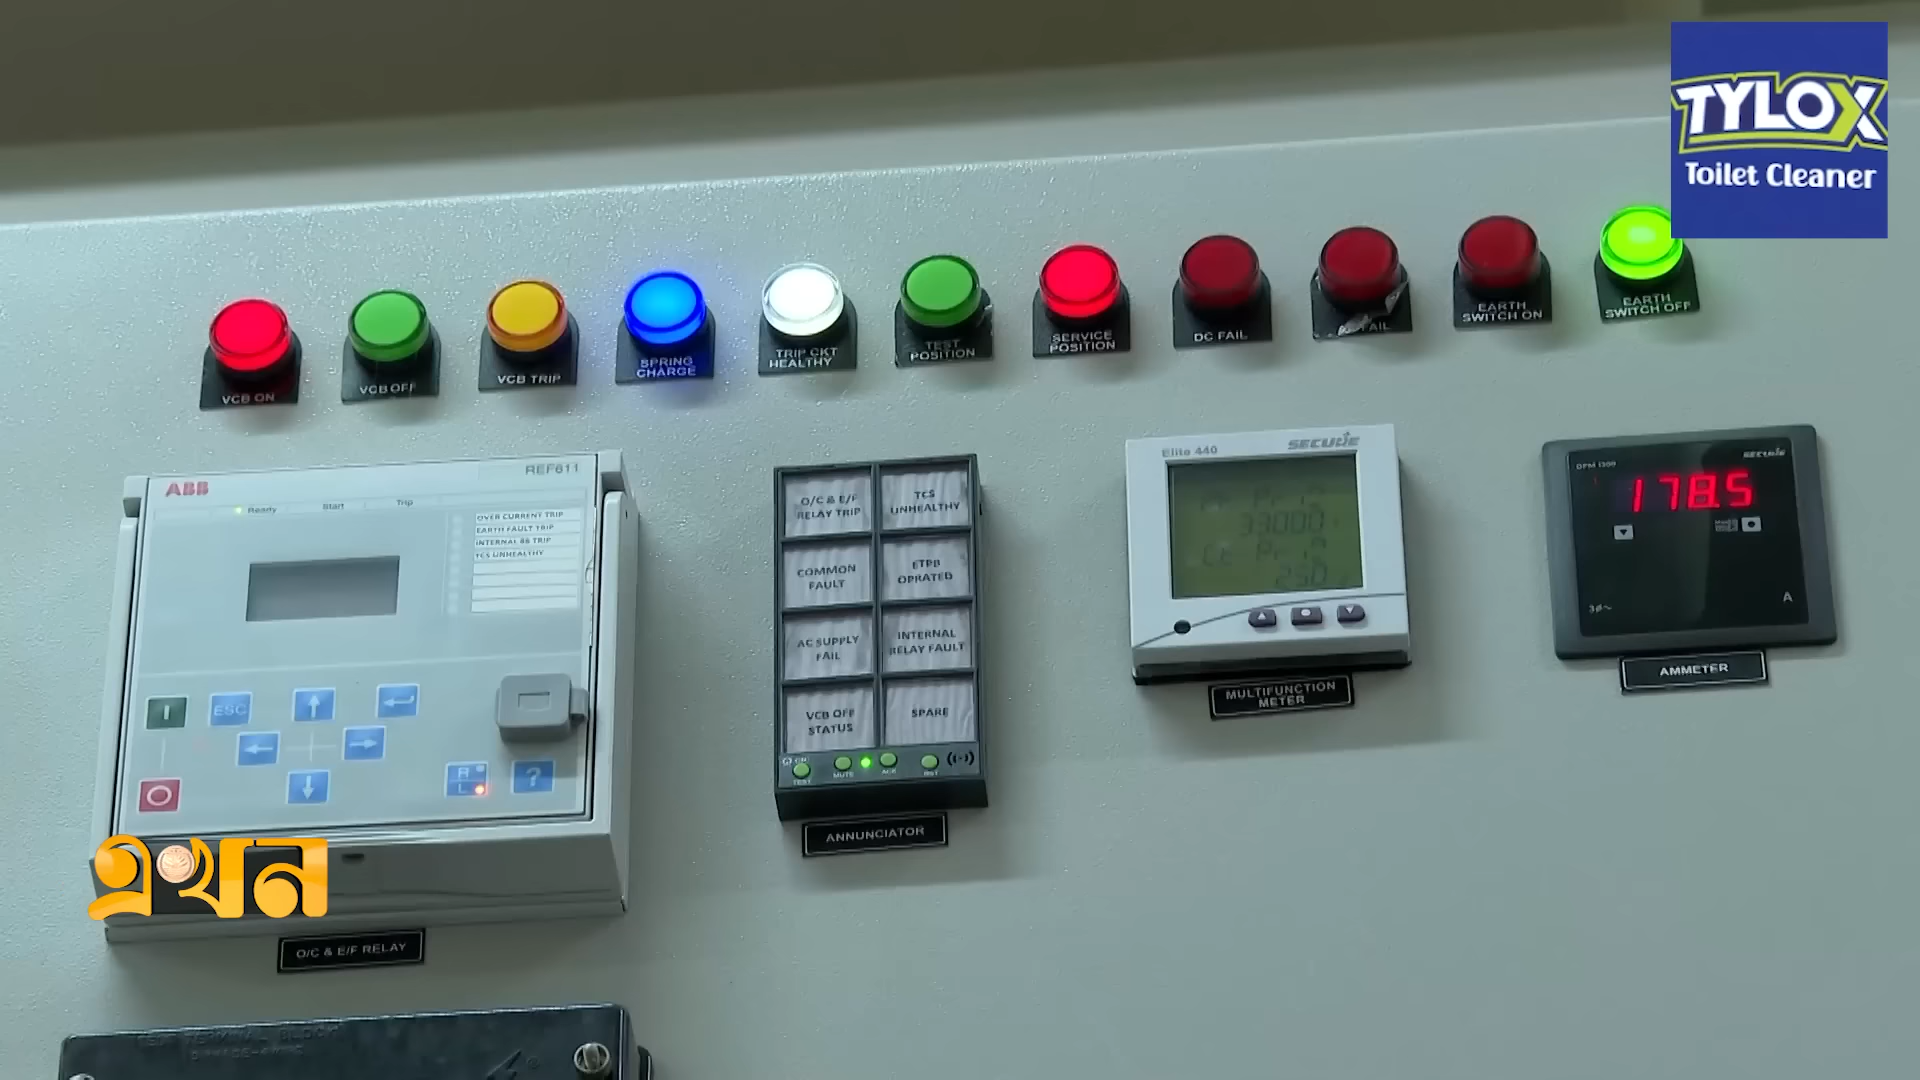 TYLOX
Toilet Cleaner
VCB ON
VCB OFF
VCB TRIP
SPRING
CHARGE
TRIP CKT
HEALTHY
TEST
POSITION
SERVICE
POSITION
DC FAIL
FAIL
EARTH
SWITCH ON
EARTH
SWITCH OFF
ABB
REF611
Ready
Start
Trip
OVER CURRENT TRIP
EARTH FAULT TRIP
INTERNAL 86 TRIP
TCS UNHEALTHY
I
ESC
R
L
?
O/C & E/F RELAY
O/C & E/F
RELAY TRIP
TCS
UNHEALTHY
COMMON
FAULT
ETPB
OPRATED
AC SUPPLY
FAIL
INTERNAL
RELAY FAULT
VCB OFF
STATUS
SPARE
TEST
MUTE
ACK
RST
ANNUNCIATOR
Elite 440
SECURE
33000
250
MULTIFUNCTION
METER
SECURE
178.5
3ø~
A
AMMETER
এখন